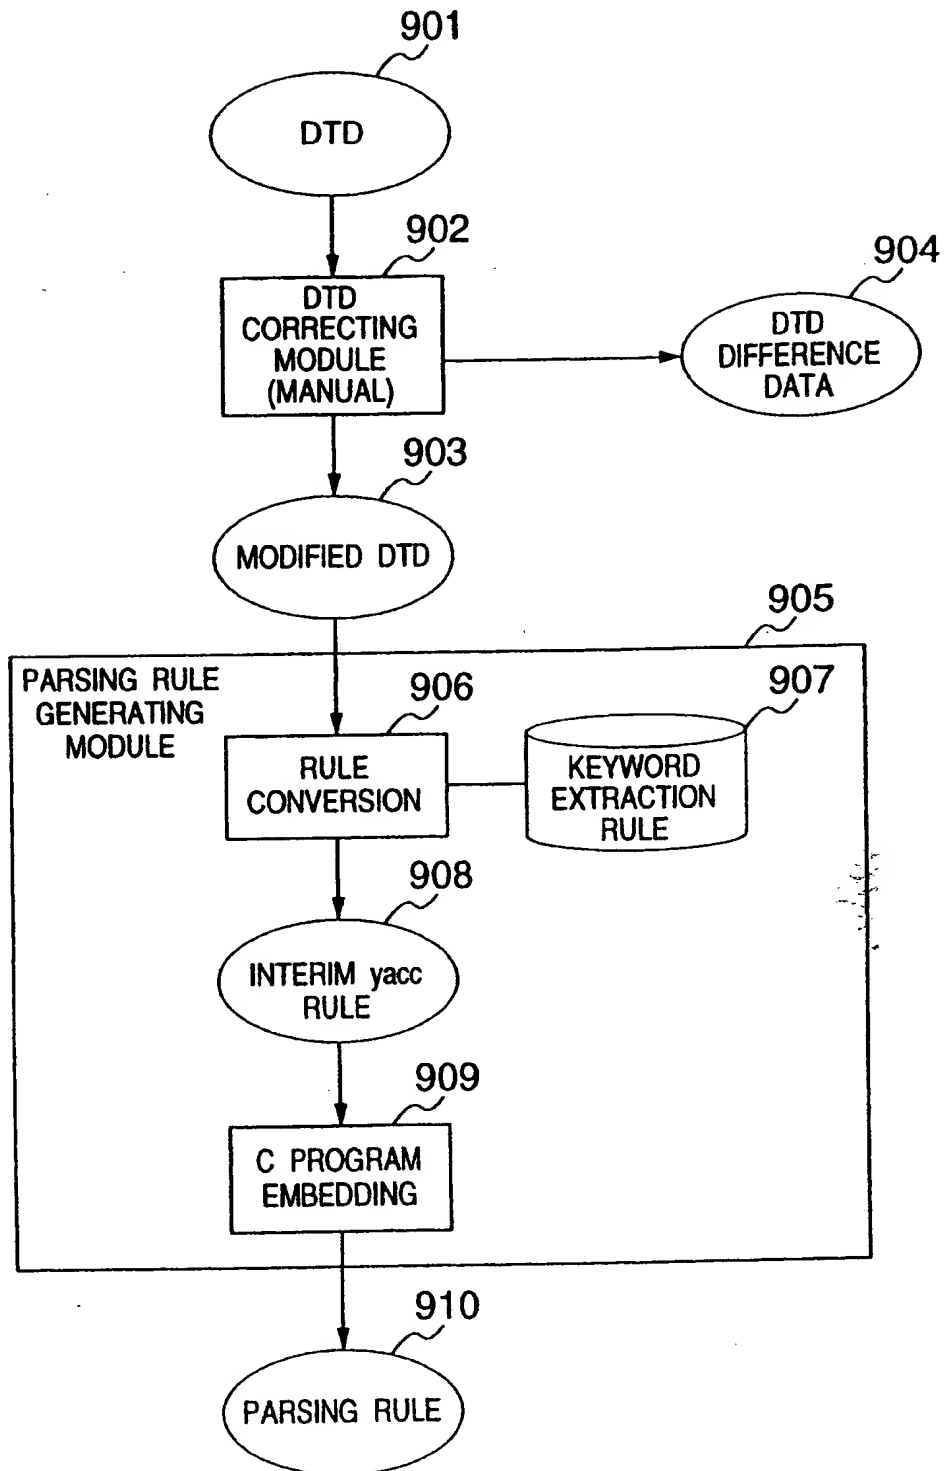 901
DTD
902
DTD
CORRECTING
MODULE
(MANUAL)
904
DTD
DIFFERENCE
DATA
903
MODIFIED DTD
905
PARSING RULE
GENERATING
MODULE
906
RULE
CONVERSION
907
KEYWORD
EXTRACTION
RULE
908
INTERIM yacc
RULE
909
C PROGRAM
EMBEDDING
910
PARSING RULE